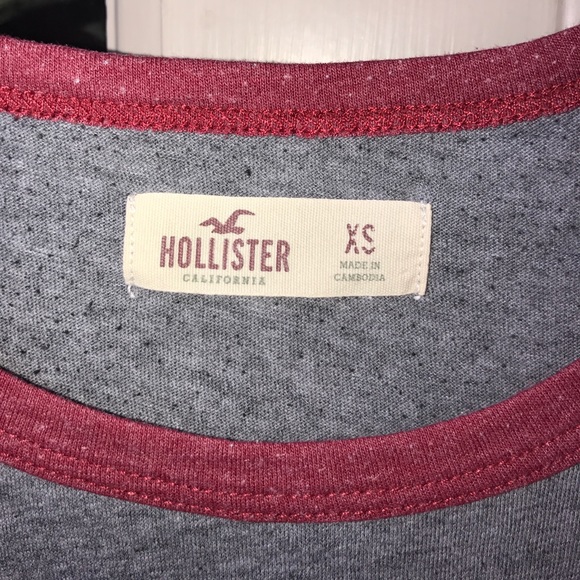 HOLLISTER
CALIFORNIA
XS
MADE IN
CAMBODIA